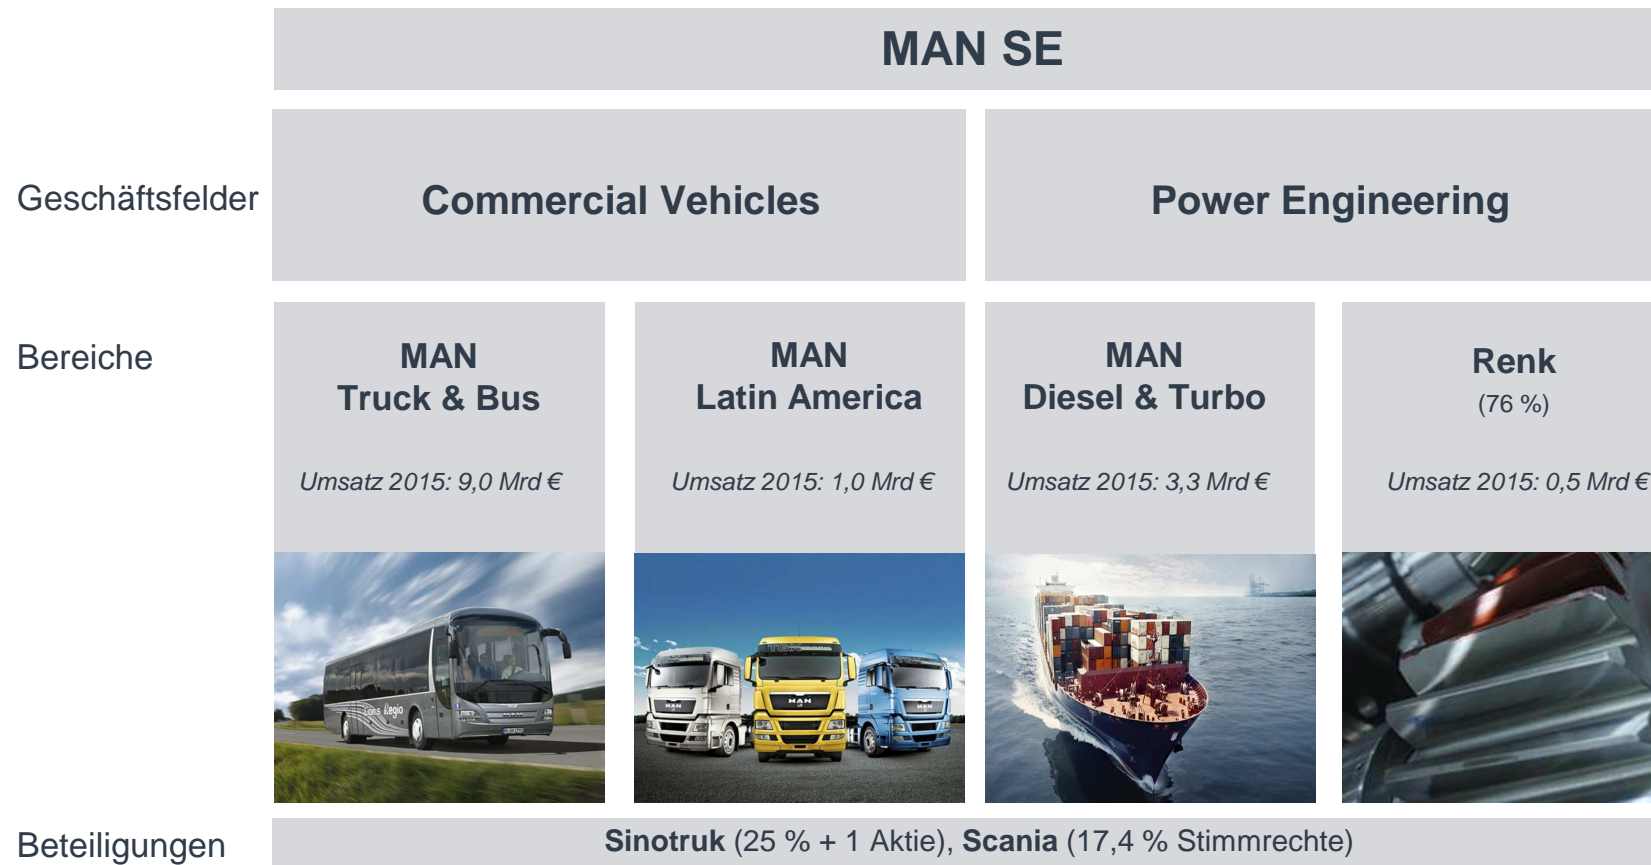 MAN SE
Geschäftsfelder
Commercial Vehicles
Power Engineering
Bereiche
MAN
Truck & Bus
Umsatz 2015: 9,0 Mrd €
MAN
Latin America
Umsatz 2015: 1,0 Mrd €
MAN
Diesel & Turbo
Umsatz 2015: 3,3 Mrd €
Renk
(76 %)
Umsatz 2015: 0,5 Mrd €
Lion's Regio
MAN
MAN
MAN
Beteiligungen
Sinotruk (25 % + 1 Aktie), Scania (17,4 % Stimmrechte)